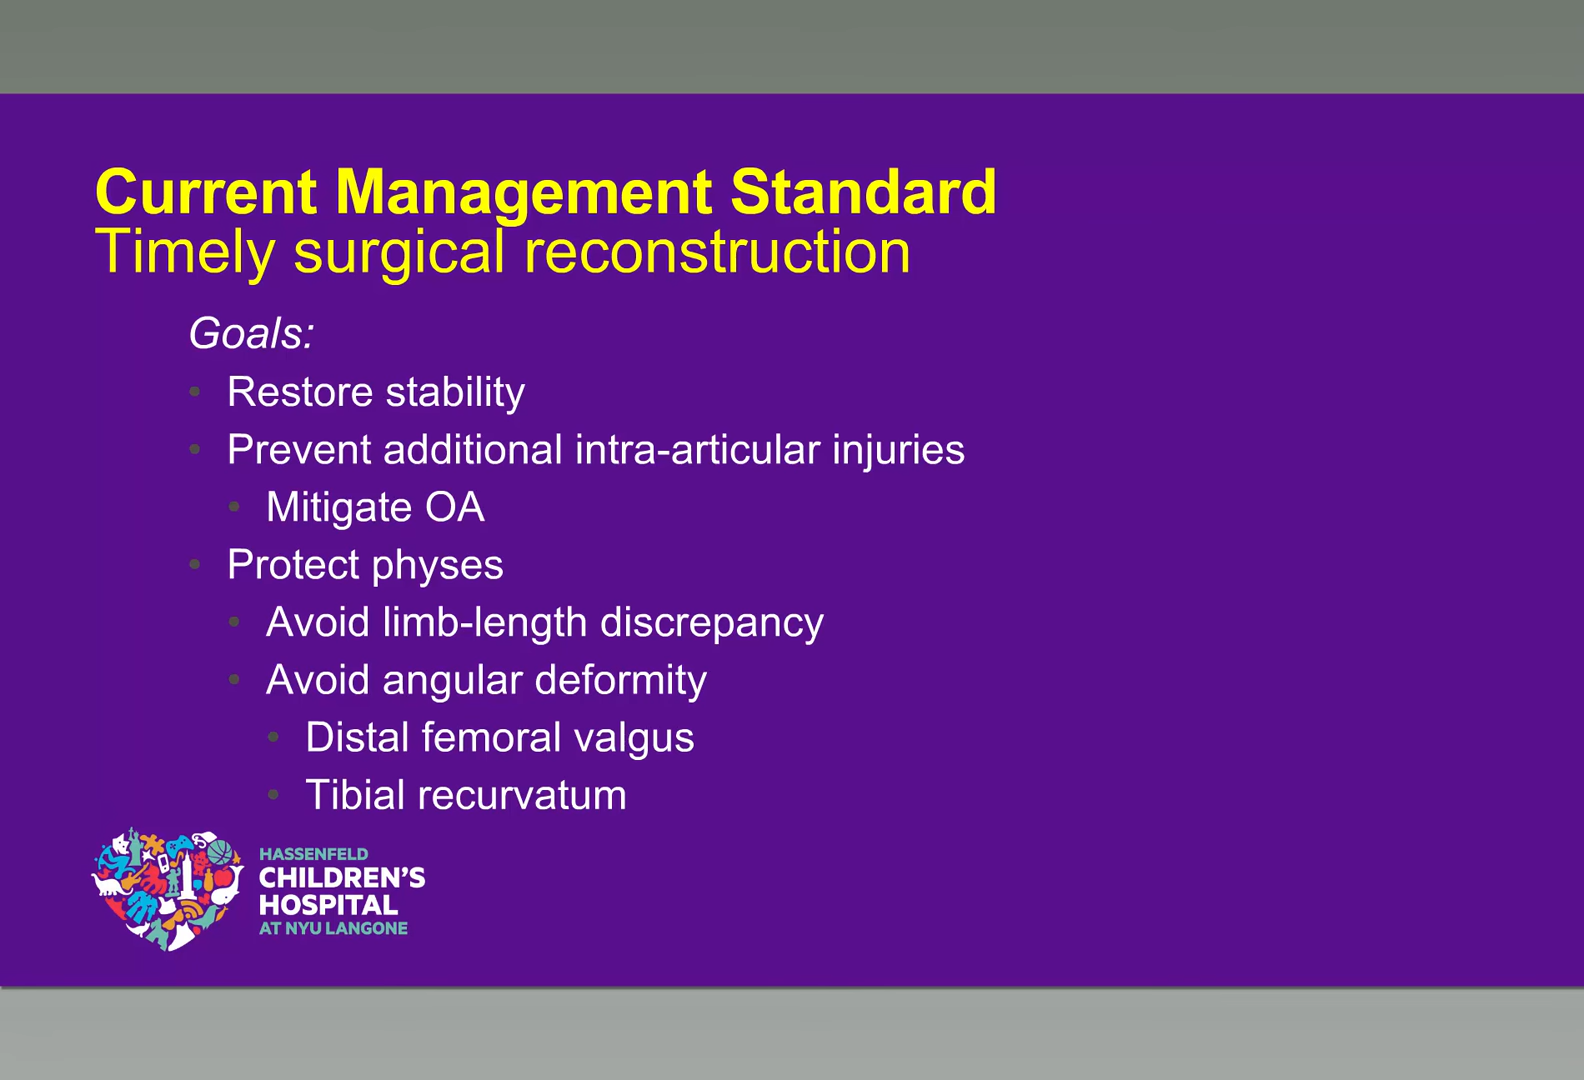 Current Management Standard
Timely surgical reconstruction
Goals:
• Restore stability
• Prevent additional intra-articular injuries
• Mitigate OA
• Protect physes
• Avoid limb-length discrepancy
• Avoid angular deformity
• Distal femoral valgus
• Tibial recurvatum
HASSENFELD
CHILDREN'S
HOSPITAL
AT NYU LANGONE